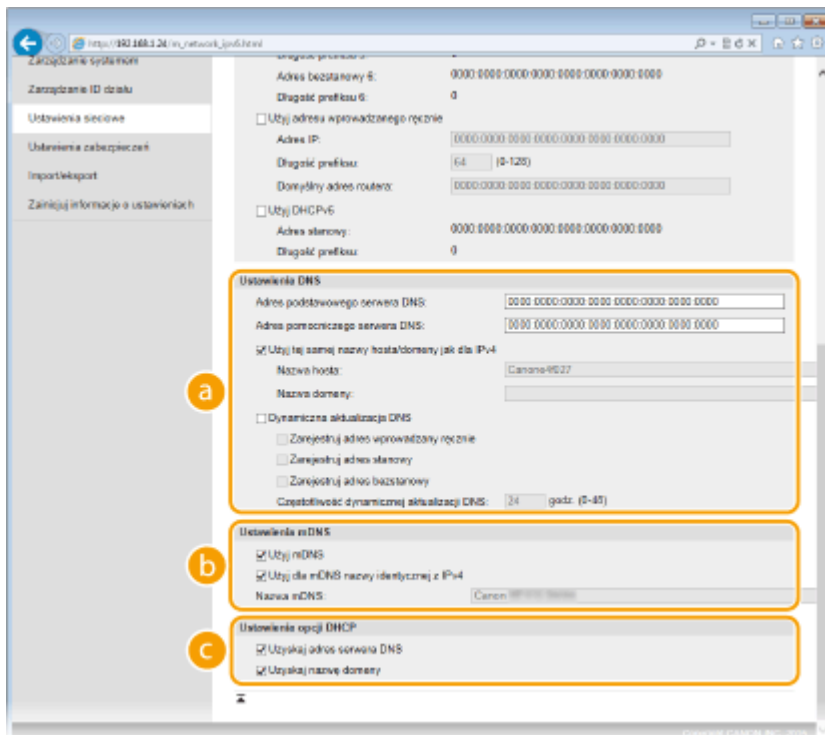 http://192.168.1.24/m_network_ipv6.html
Zarządzanie systemem
Zarządzanie ID działu
Ustawienia sieciowe
Ustawienia zabezpieczeń
Import/eksport
Zainicjuj informacje o ustawieniach
Adres bezstanowy 6: 0000:0000:0000:0000:0000:0000:0000:0000
Długość prefiksu 6: 0
Użyj adresu wprowadzanego ręcznie
Adres IP: 0000:0000:0000:0000:0000:0000:0000:0000
Długość prefiksu: 64 (0-128)
Domyślny adres routera: 0000:0000:0000:0000:0000:0000:0000:0000
Użyj DHCPv6
Adres stanowy: 0000:0000:0000:0000:0000:0000:0000:0000
Długość prefiksu: 0
a
Ustawienia DNS
Adres podstawowego serwera DNS: 0000:0000:0000:0000:0000:0000:0000:0000
Adres pomocniczego serwera DNS: 0000:0000:0000:0000:0000:0000:0000:0000
Użyj tej samej nazwy hosta/domeny jak dla IPv4
Nazwa hosta:
Nazwa domeny:
Dynamiczna aktualizacja DNS
Zarejestruj adres wprowadzany ręcznie
Zarejestruj adres stanowy
Zarejestruj adres bezstanowy
Częstotliwość dynamicznej aktualizacji DNS: 24 godz. (0-48)
b
Ustawienia mDNS
Użyj mDNS
Użyj dla mDNS nazwy identycznej z IPv4
Nazwa mDNS: Canon
c
Ustawienia opcji DHCP
Uzyskaj adres serwera DNS
Uzyskaj nazwę domeny